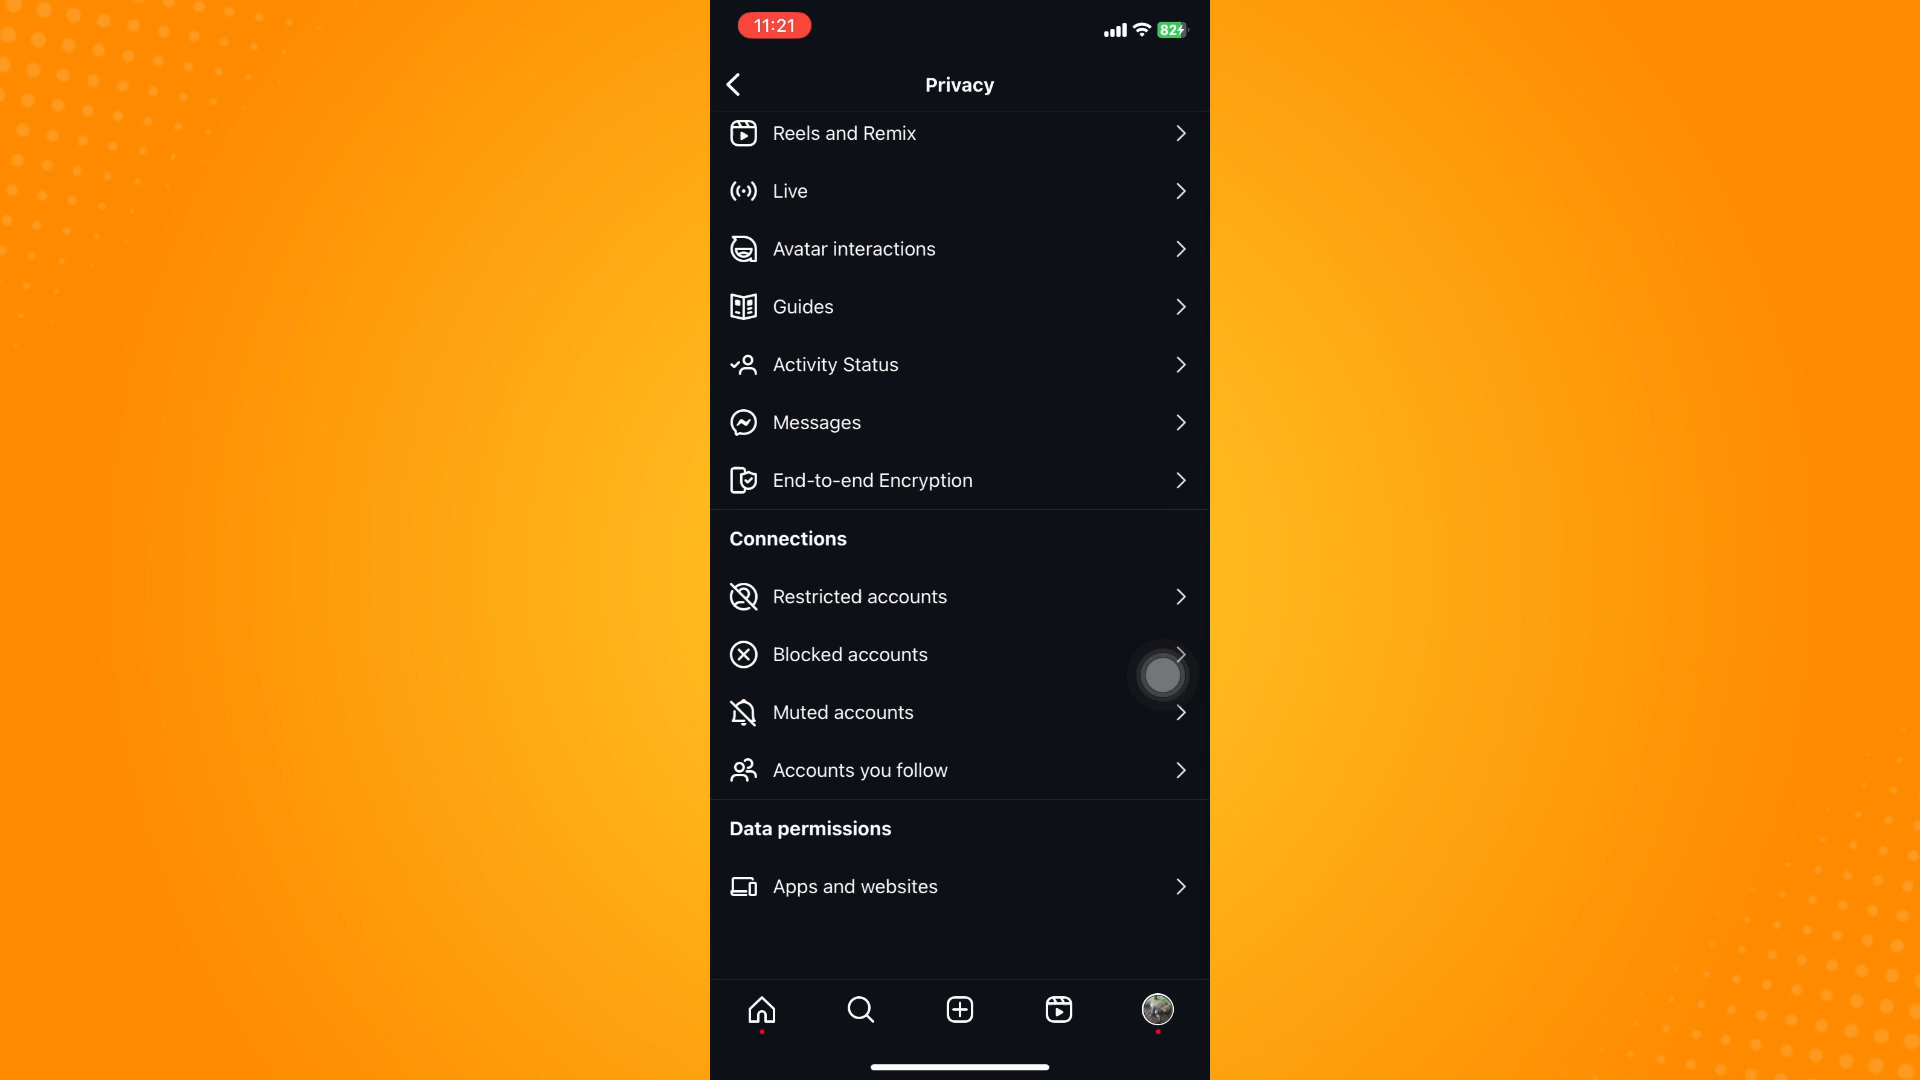 11:21
82
Privacy
Reels and Remix
Live
Avatar interactions
Guides
Activity Status
Messages
End-to-end Encryption
Connections
Restricted accounts
Blocked accounts
Muted accounts
Accounts you follow
Data permissions
Apps and websites